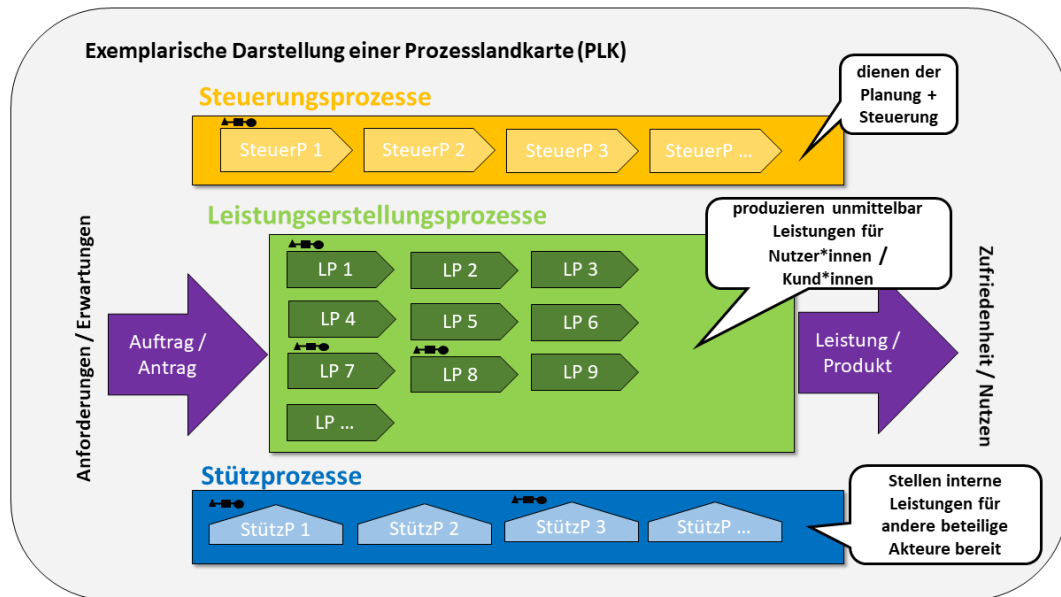 Exemplarische Darstellung einer Prozesslandkarte (PLK)
dienen der
Planung +
Steuerung
Steuerungsprozesse
SteuerP 1
SteuerP 2
SteuerP 3
SteuerP ...
Leistungserstellungsprozesse
produzieren unmittelbar
Leistungen für
Nutzer*innen /
Kund*innen
Anforderungen / Erwartungen
Auftrag /
Antrag
LP 1
LP 2
LP 3
LP 4
LP 5
LP 6
LP 7
LP 8
LP 9
LP ...
Leistung /
Produkt
Zufriedenheit / Nutzen
Stützprozesse
StützP 1
StützP 2
StützP 3
StützP ...
Stellen interne
Leistungen für
andere beteilige
Akteure bereit